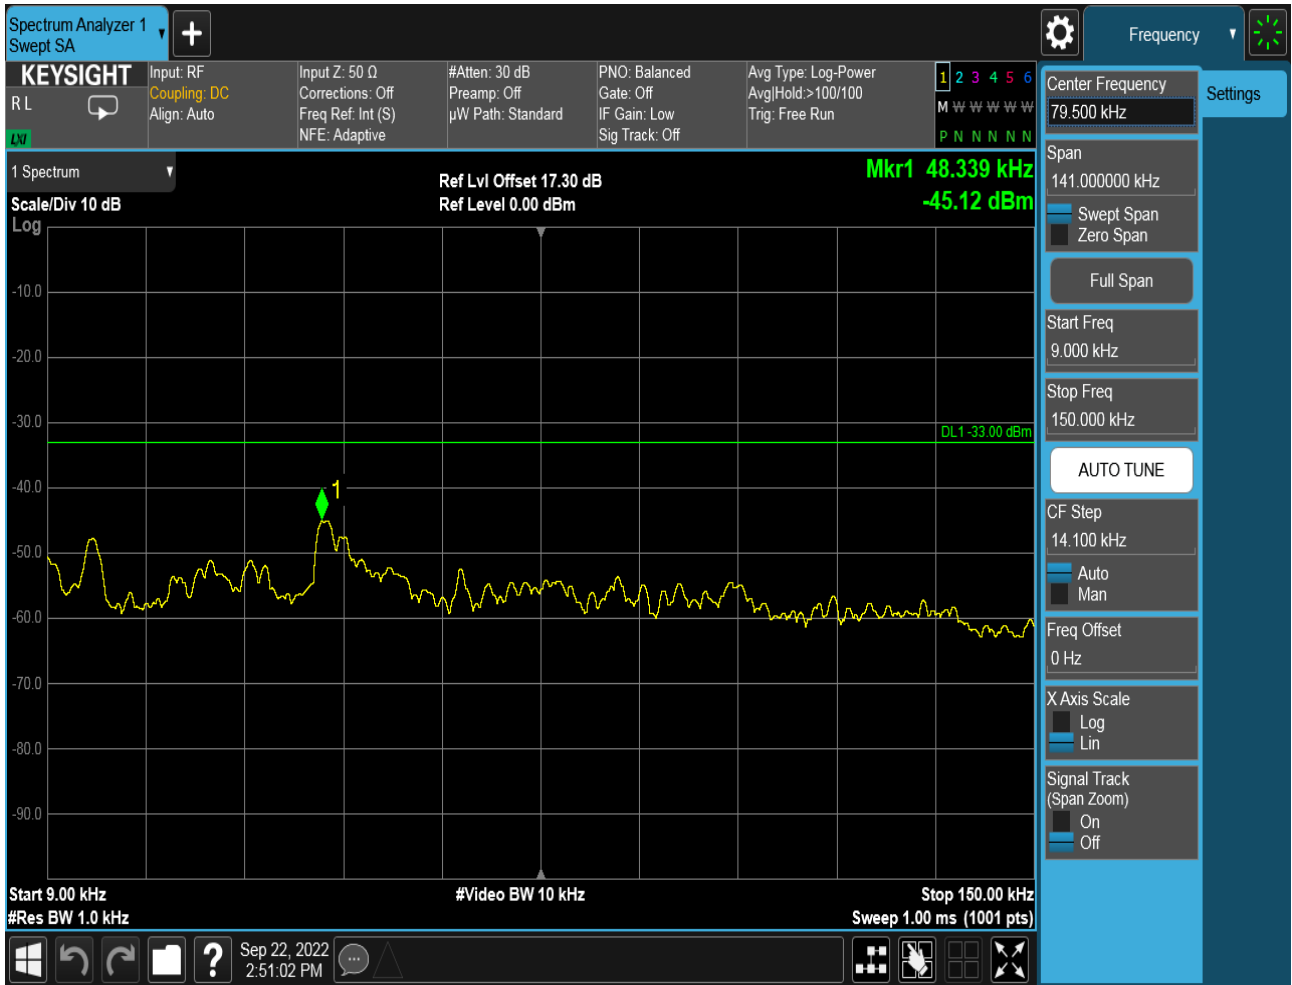 Spectrum Analyzer 1
Swept SA
Frequency
KEYSIGHT
R L
LXI
Input: RF
Coupling: DC
Align: Auto
Input Z: 50 Ω
Corrections: Off
Freq Ref: Int (S)
NFE: Adaptive
#Atten: 30 dB
Preamp: Off
µW Path: Standard
PNO: Balanced
Gate: Off
IF Gain: Low
Sig Track: Off
Avg Type: Log-Power
Avg|Hold:>100/100
Trig: Free Run
1 2 3 4 5 6
M W W W W W
P N N N N N
1 Spectrum
Scale/Div 10 dB
Log
Ref Lvl Offset 17.30 dB
Ref Level 0.00 dBm
Mkr1 48.339 kHz
-45.12 dBm
-10.0
-20.0
-30.0
DL1 -33.00 dBm
-40.0
1
-50.0
-60.0
-70.0
-80.0
-90.0
Start 9.00 kHz
#Res BW 1.0 kHz
#Video BW 10 kHz
Stop 150.00 kHz
Sweep 1.00 ms (1001 pts)
Center Frequency
79.500 kHz
Settings
Span
141.000000 kHz
Swept Span
Zero Span
Full Span
Start Freq
9.000 kHz
Stop Freq
150.000 kHz
AUTO TUNE
CF Step
14.100 kHz
Auto
Man
Freq Offset
0 Hz
X Axis Scale
Log
Lin
Signal Track
(Span Zoom)
On
Off
?
Sep 22, 2022
2:51:02 PM